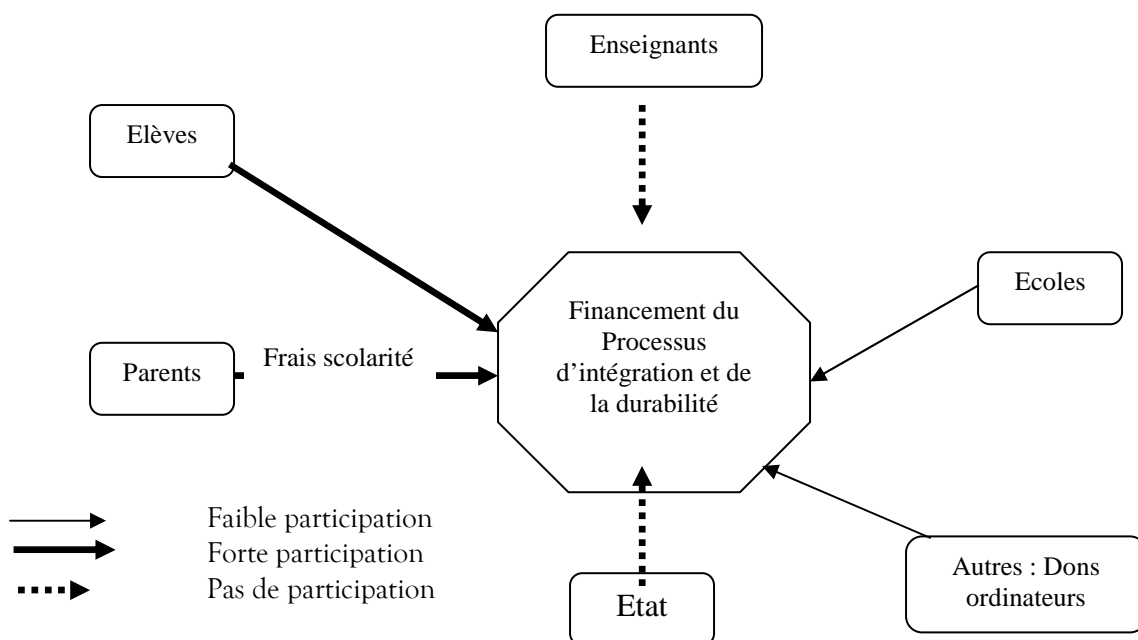 Enseignants
Elèves
Ecoles
Financement du
Processus
d’intégration et de
la durabilité
Frais scolarité
Parents
Faible participation
Forte participation
Pas de participation
Etat
Autres : Dons
ordinateurs